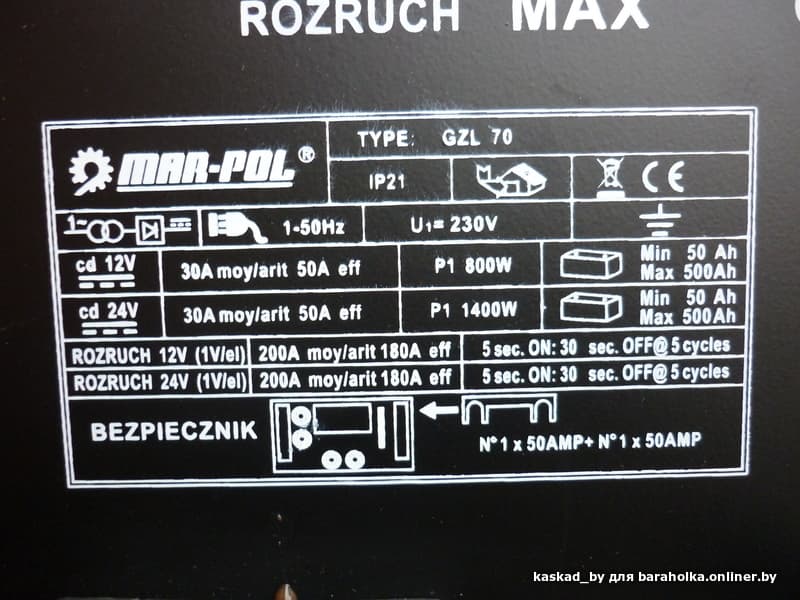 ROZRUCH MAX
MAR-POL®
TYPE: GZL 70
IP21
CE
1~
1-50Hz
U1= 230V
cd 12V
30A moy/arit 50A eff
P1 800W
Min 50 Ah
Max 500Ah
cd 24V
30A moy/arit 50A eff
P1 1400W
Min 50 Ah
Max 500Ah
ROZRUCH 12V (1V/el) 200A moy/arit 180A eff 5 sec. ON: 30 sec. OFF@ 5 cycles
ROZRUCH 24V (1V/el) 200A moy/arit 180A eff 5 sec. ON: 30 sec. OFF@ 5 cycles
BEZPIECZNIK
N°1 x 50AMP+ N°1 x 50AMP
kaskad_by для baraholka.onliner.by